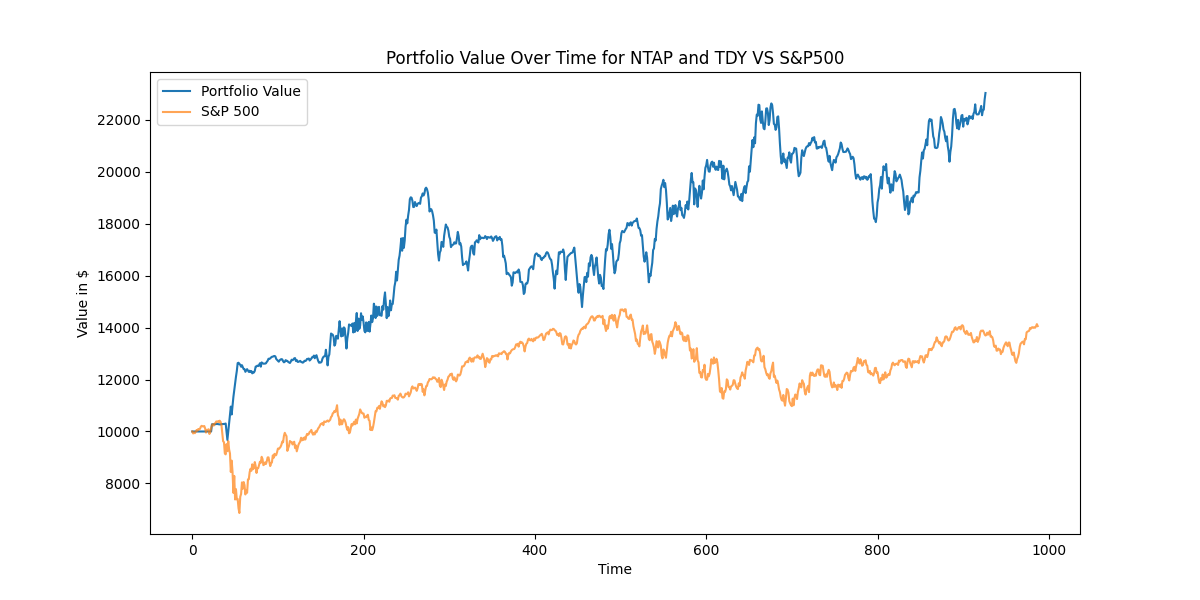 Portfolio Value Over Time for NTAP and TDY VS S&P500
Portfolio Value
S&P 500
Value in $
22000
20000
18000
16000
14000
12000
10000
8000
0
200
400
600
800
1000
Time